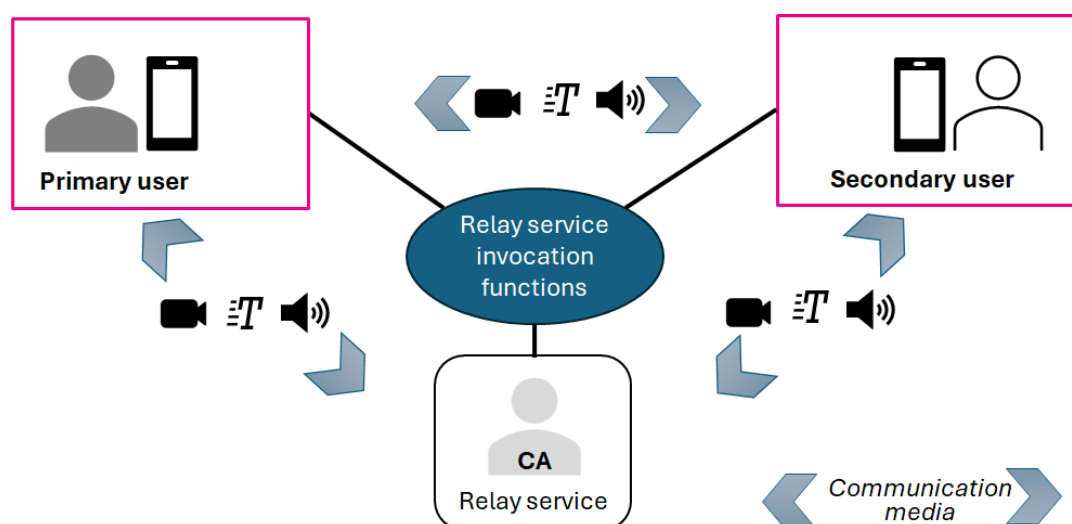 T
Primary user
Secondary user
Relay service
invocation
functions
T
T
CA
Relay service
Communication
media